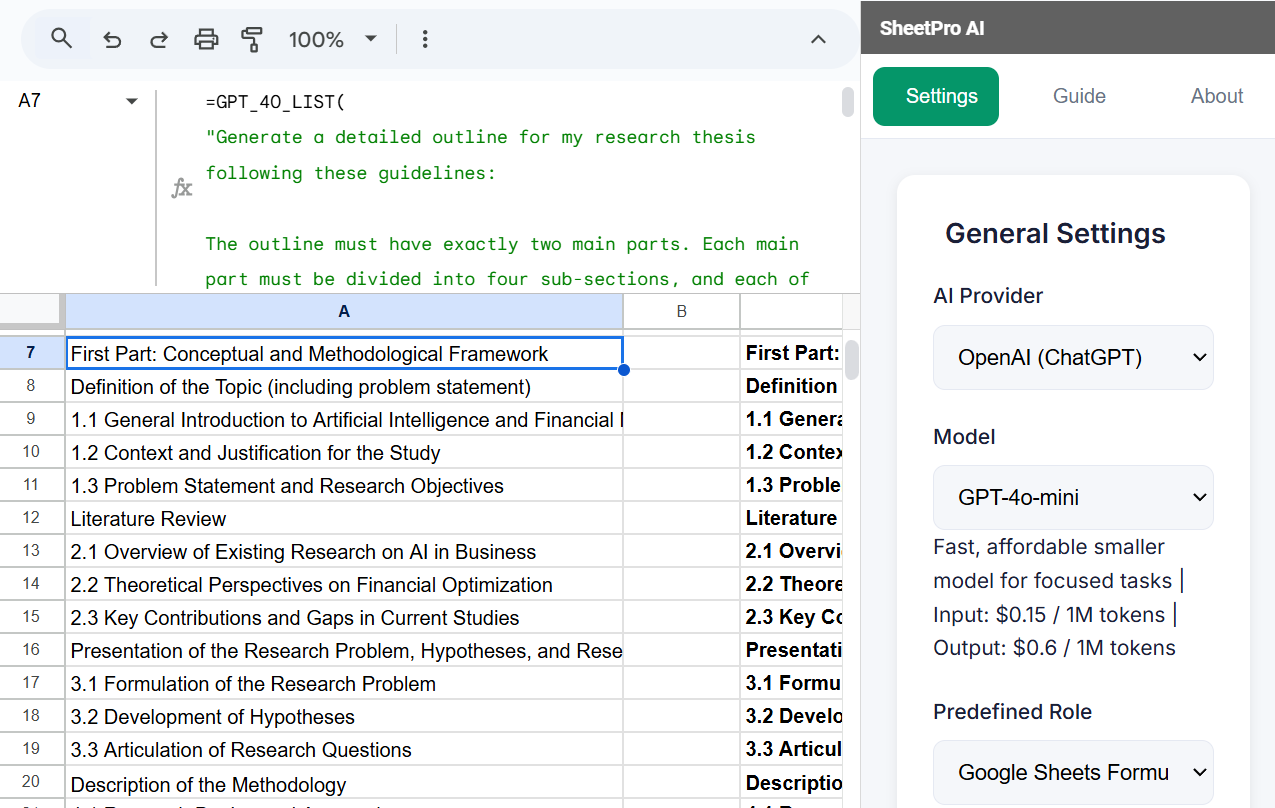 100%
A7
=GPT_4O_LIST(
"Generate a detailed outline for my research thesis
following these guidelines:
The outline must have exactly two main parts. Each main
part must be divided into four sub-sections, and each of
fx
A
B
7
First Part: Conceptual and Methodological Framework
First Part:
8
Definition of the Topic (including problem statement)
Definition
9
1.1 General Introduction to Artificial Intelligence and Financial
1.1 Genera
10
1.2 Context and Justification for the Study
1.2 Contex
11
1.3 Problem Statement and Research Objectives
1.3 Proble
12
Literature Review
Literature
13
2.1 Overview of Existing Research on AI in Business
2.1 Overvi
14
2.2 Theoretical Perspectives on Financial Optimization
2.2 Theore
15
2.3 Key Contributions and Gaps in Current Studies
2.3 Key Co
16
Presentation of the Research Problem, Hypotheses, and Rese
Presentati
17
3.1 Formulation of the Research Problem
3.1 Formu
18
3.2 Development of Hypotheses
3.2 Develo
19
3.3 Articulation of Research Questions
3.3 Articul
20
Description of the Methodology
Descriptio
SheetPro AI
Settings
Guide
About
General Settings
AI Provider
OpenAI (ChatGPT)
Model
GPT-4o-mini
Fast, affordable smaller
model for focused tasks |
Input: $0.15 / 1M tokens |
Output: $0.6 / 1M tokens
Predefined Role
Google Sheets Formu